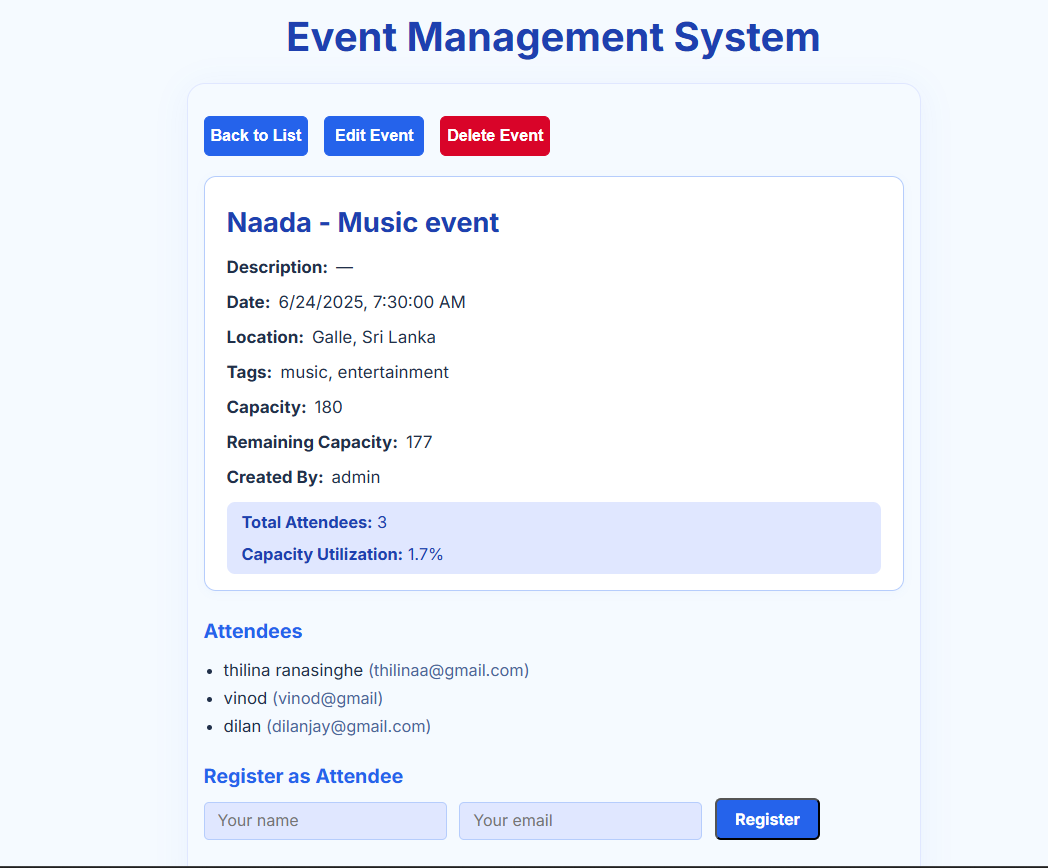 Event Management System
Back to List Edit Event Delete Event
Naada - Music event
Description: —
Date: 6/24/2025, 7:30:00 AM
Location: Galle, Sri Lanka
Tags: music, entertainment
Capacity: 180
Remaining Capacity: 177
Created By: admin
Total Attendees: 3
Capacity Utilization: 1.7%
Attendees
• thilina ranasinghe (thilinaa@gmail.com)
• vinod (vinod@gmail)
• dilan (dilanjay@gmail.com)
Register as Attendee
Your name Your email Register